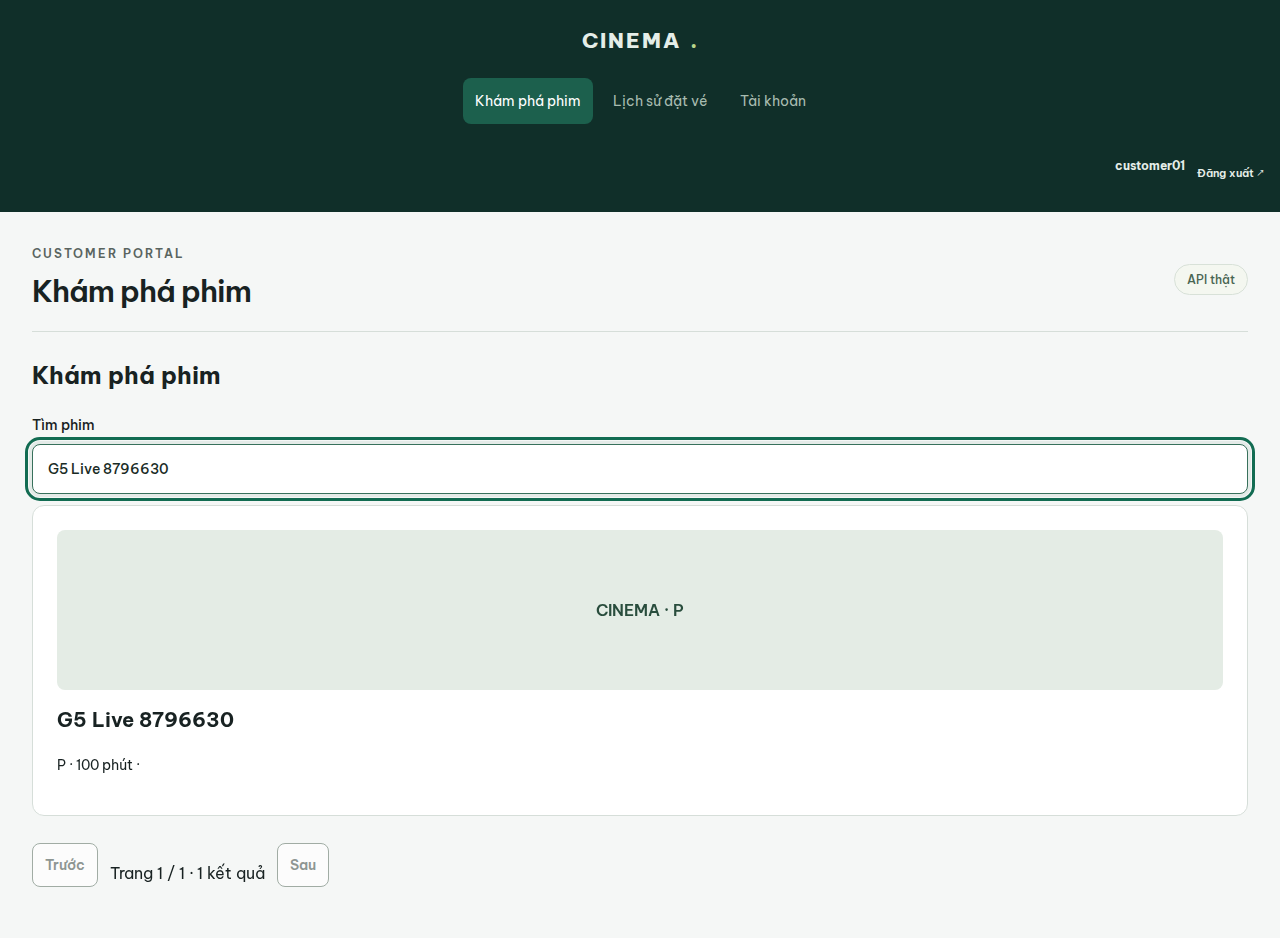 CINEMA .
Khám phá phim Lịch sử đặt vé Tài khoản
customer01 Đăng xuất ↗
CUSTOMER PORTAL
Khám phá phim
API thật
Khám phá phim
Tìm phim
G5 Live 8796630
CINEMA · P
G5 Live 8796630
P · 100 phút ·
Trước Trang 1 / 1 · 1 kết quả Sau